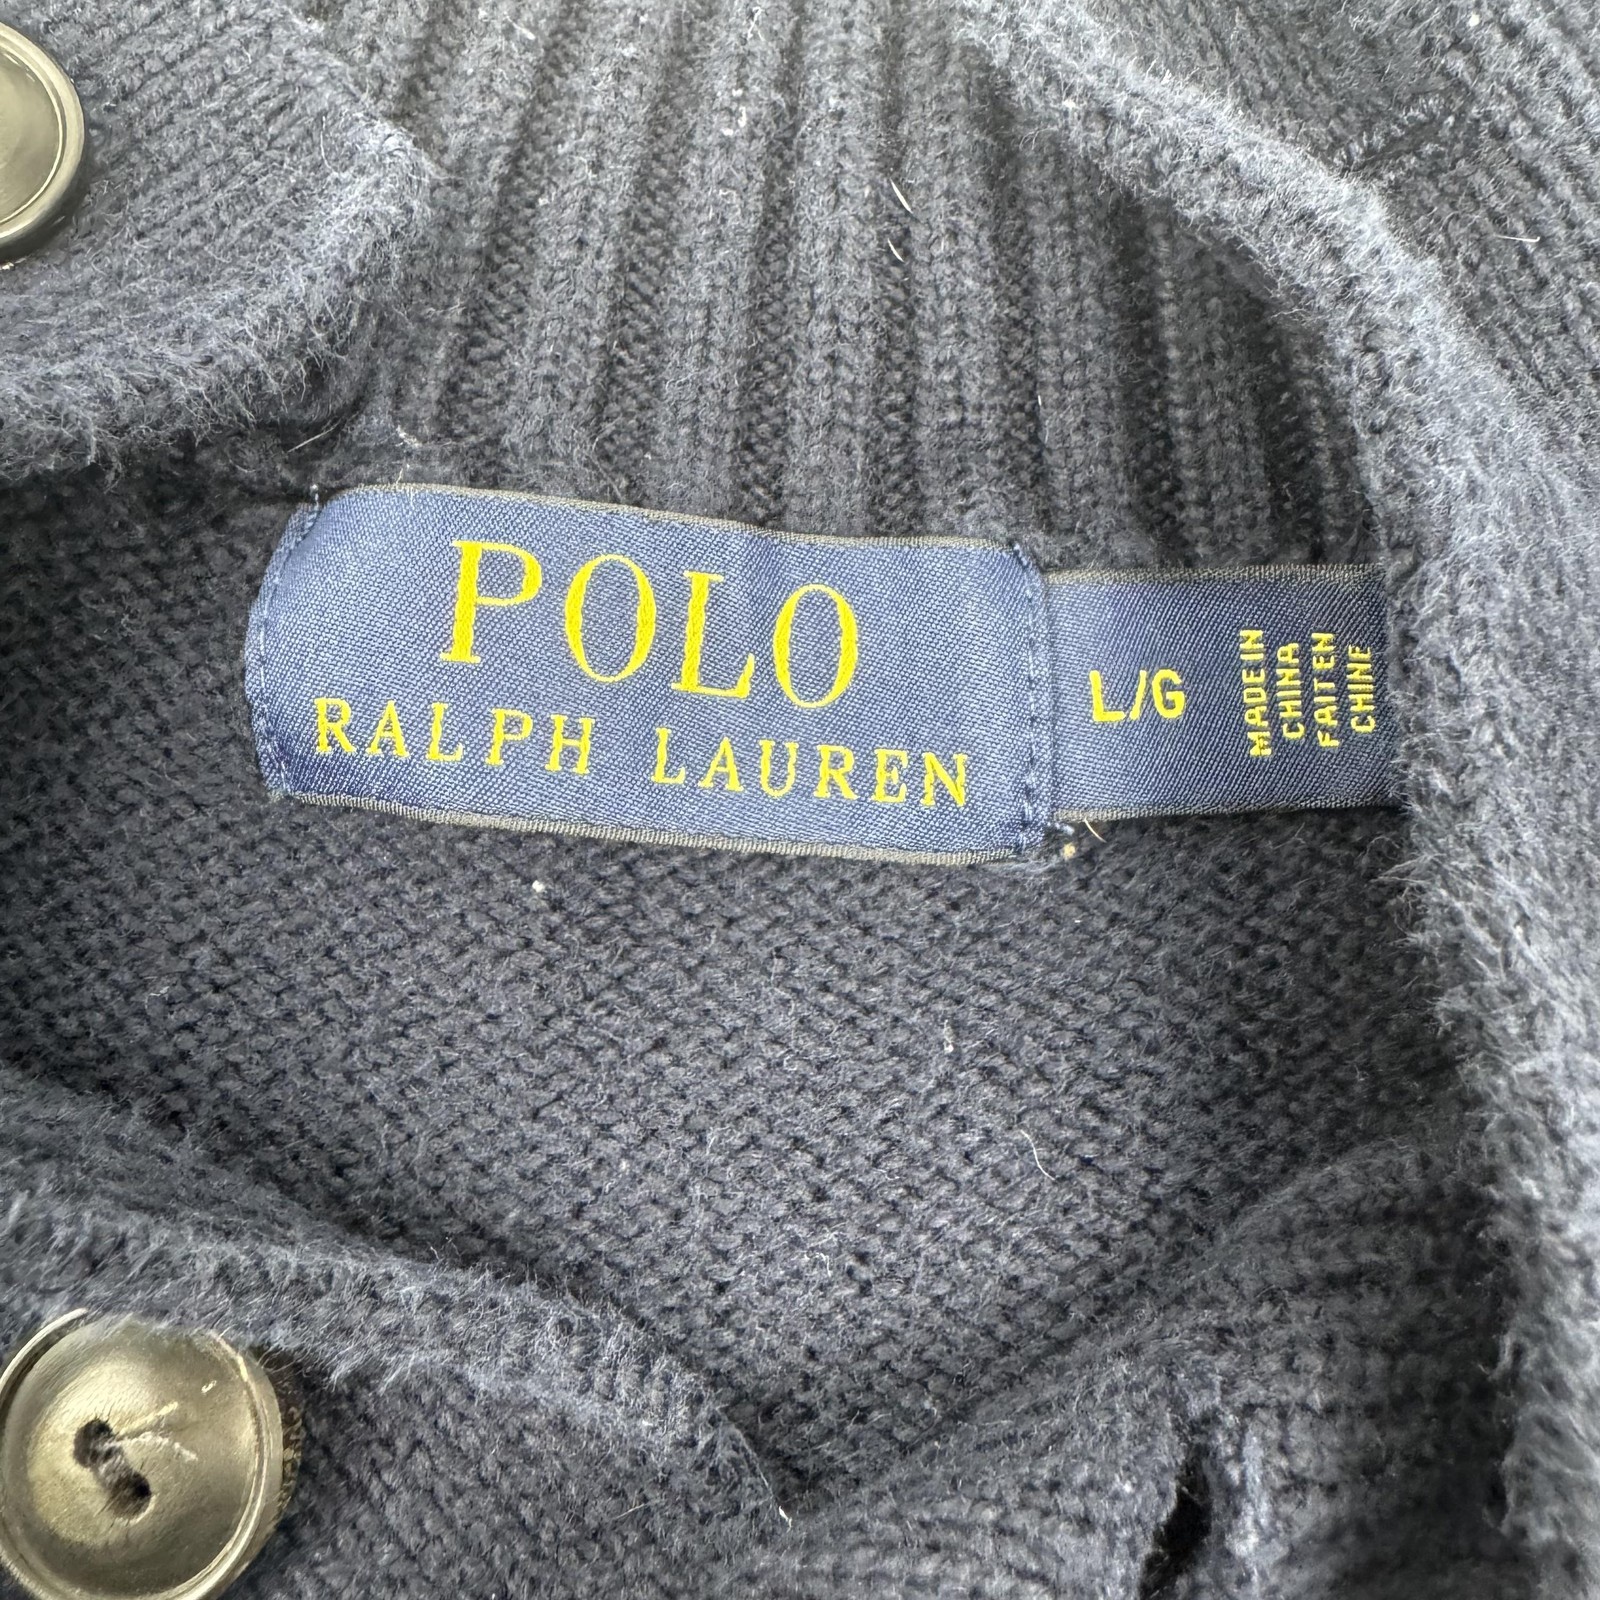 POLO
RALPH LAUREN
L/G
MADE IN
CHINA
FAIT EN
CHINE